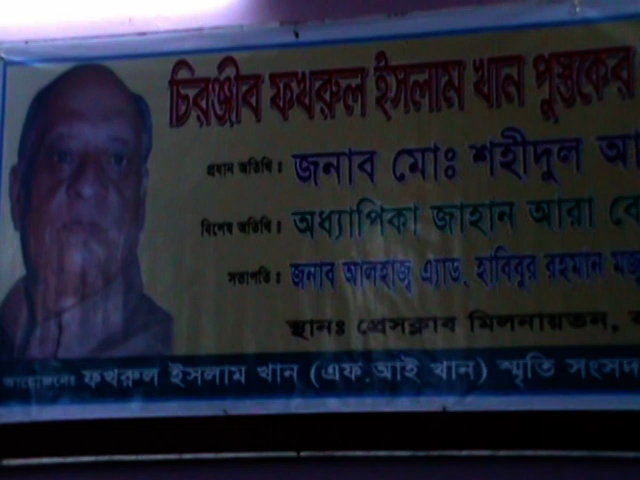 চিরঞ্জীব ফখরুল ইসলাম খান পুস্তকের
প্রধান অতিথি ঃ জনাব মোঃ শহীদুল
বিশেষ অতিথি ঃ অধ্যাপিকা জাহান আরা
সভাপতি ঃ জনাব আলহাজ্ব এ্যাড. হাবিবুর রহমান
স্থানঃ প্রেসক্লাব মিলনায়তন,
আয়োজনেঃ ফখরুল ইসলাম খান (এফ.আই খান) স্মৃতি সংসদ